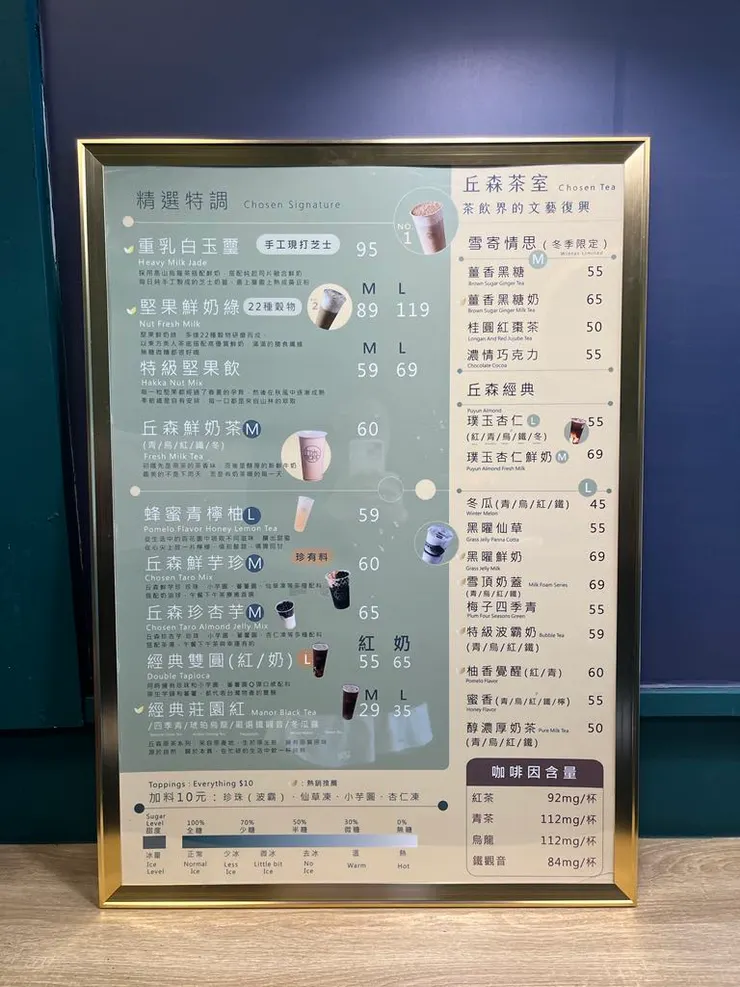 精選特調 Chosen Signature
NO.
1
重乳白玉璽 手工現打芝士 95
Heavy Milk Jade
M L
堅果鮮奶綠 22種穀物 89 119
Nut Fresh Milk
M L
特級堅果飲 59 69
Hakka Nut Mix
丘森鮮奶茶 M 60
(青/烏/紅/鐵/冬)
Fresh Milk Tea
蜂蜜青檸柚 L 59
Pomelo Flavor Honey Lemon Tea
珍有料
丘森鮮芋珍 M 60
Chosen Taro Mix
丘森珍杏芋 M 65
Chosen Taro Almond Jelly Mix
紅 奶
經典雙圓(紅/奶) L 55 65
Double Tapioca
M L
經典莊園紅 Manor Black Tea 29 35
Toppings : Everything $10 : 熱銷推薦
加料10元 : 珍珠(波霸)、仙草凍、小芋圓、杏仁凍
Sugar Level 甜度 100% 全糖 70% 少糖 50% 半糖 30% 微糖 0% 無糖
冰量 正常 少冰 微冰 去冰 溫 熱
Ice Level Normal Ice Less Ice Little bit Ice No Ice Warm Hot
丘森茶室 Chosen Tea
茶飲界的文藝復興
雪寄情思 (冬季限定)
M
薑香黑糖 55
Brown Sugar Ginger Tea
薑香黑糖奶 65
Brown Sugar Ginger Milk Tea
桂圓紅棗茶 50
Longan And Red Jujube Tea
濃情巧克力 55
Chocolate Cocoa
丘森經典
Puyun Almond
璞玉杏仁 L 55
(紅/青/烏/鐵/冬)
璞玉杏仁鮮奶 M 69
Puyun Almond Fresh Milk
L
冬瓜(青/烏/紅/鐵) 45
Winter Melon
黑曜仙草 55
Grass Jelly Panna Cotta
黑曜鮮奶 69
Grass Jelly Milk
雪頂奶蓋 Milk Foam Series 69
(青/烏/紅/鐵)
梅子四季青 55
Plum Four Seasons Green
特級波霸奶 Bubble Tea 59
(青/烏/紅/鐵)
柚香覺醒(紅/青) 60
Pomelo Flavor
蜜香(青/烏/紅/鐵/檸) 55
Honey Flavor
醇濃厚奶茶 Pure Milk Tea 50
(青/烏/紅/鐵)
咖啡因含量
紅茶 92mg/杯
青茶 112mg/杯
烏龍 112mg/杯
鐵觀音 84mg/杯